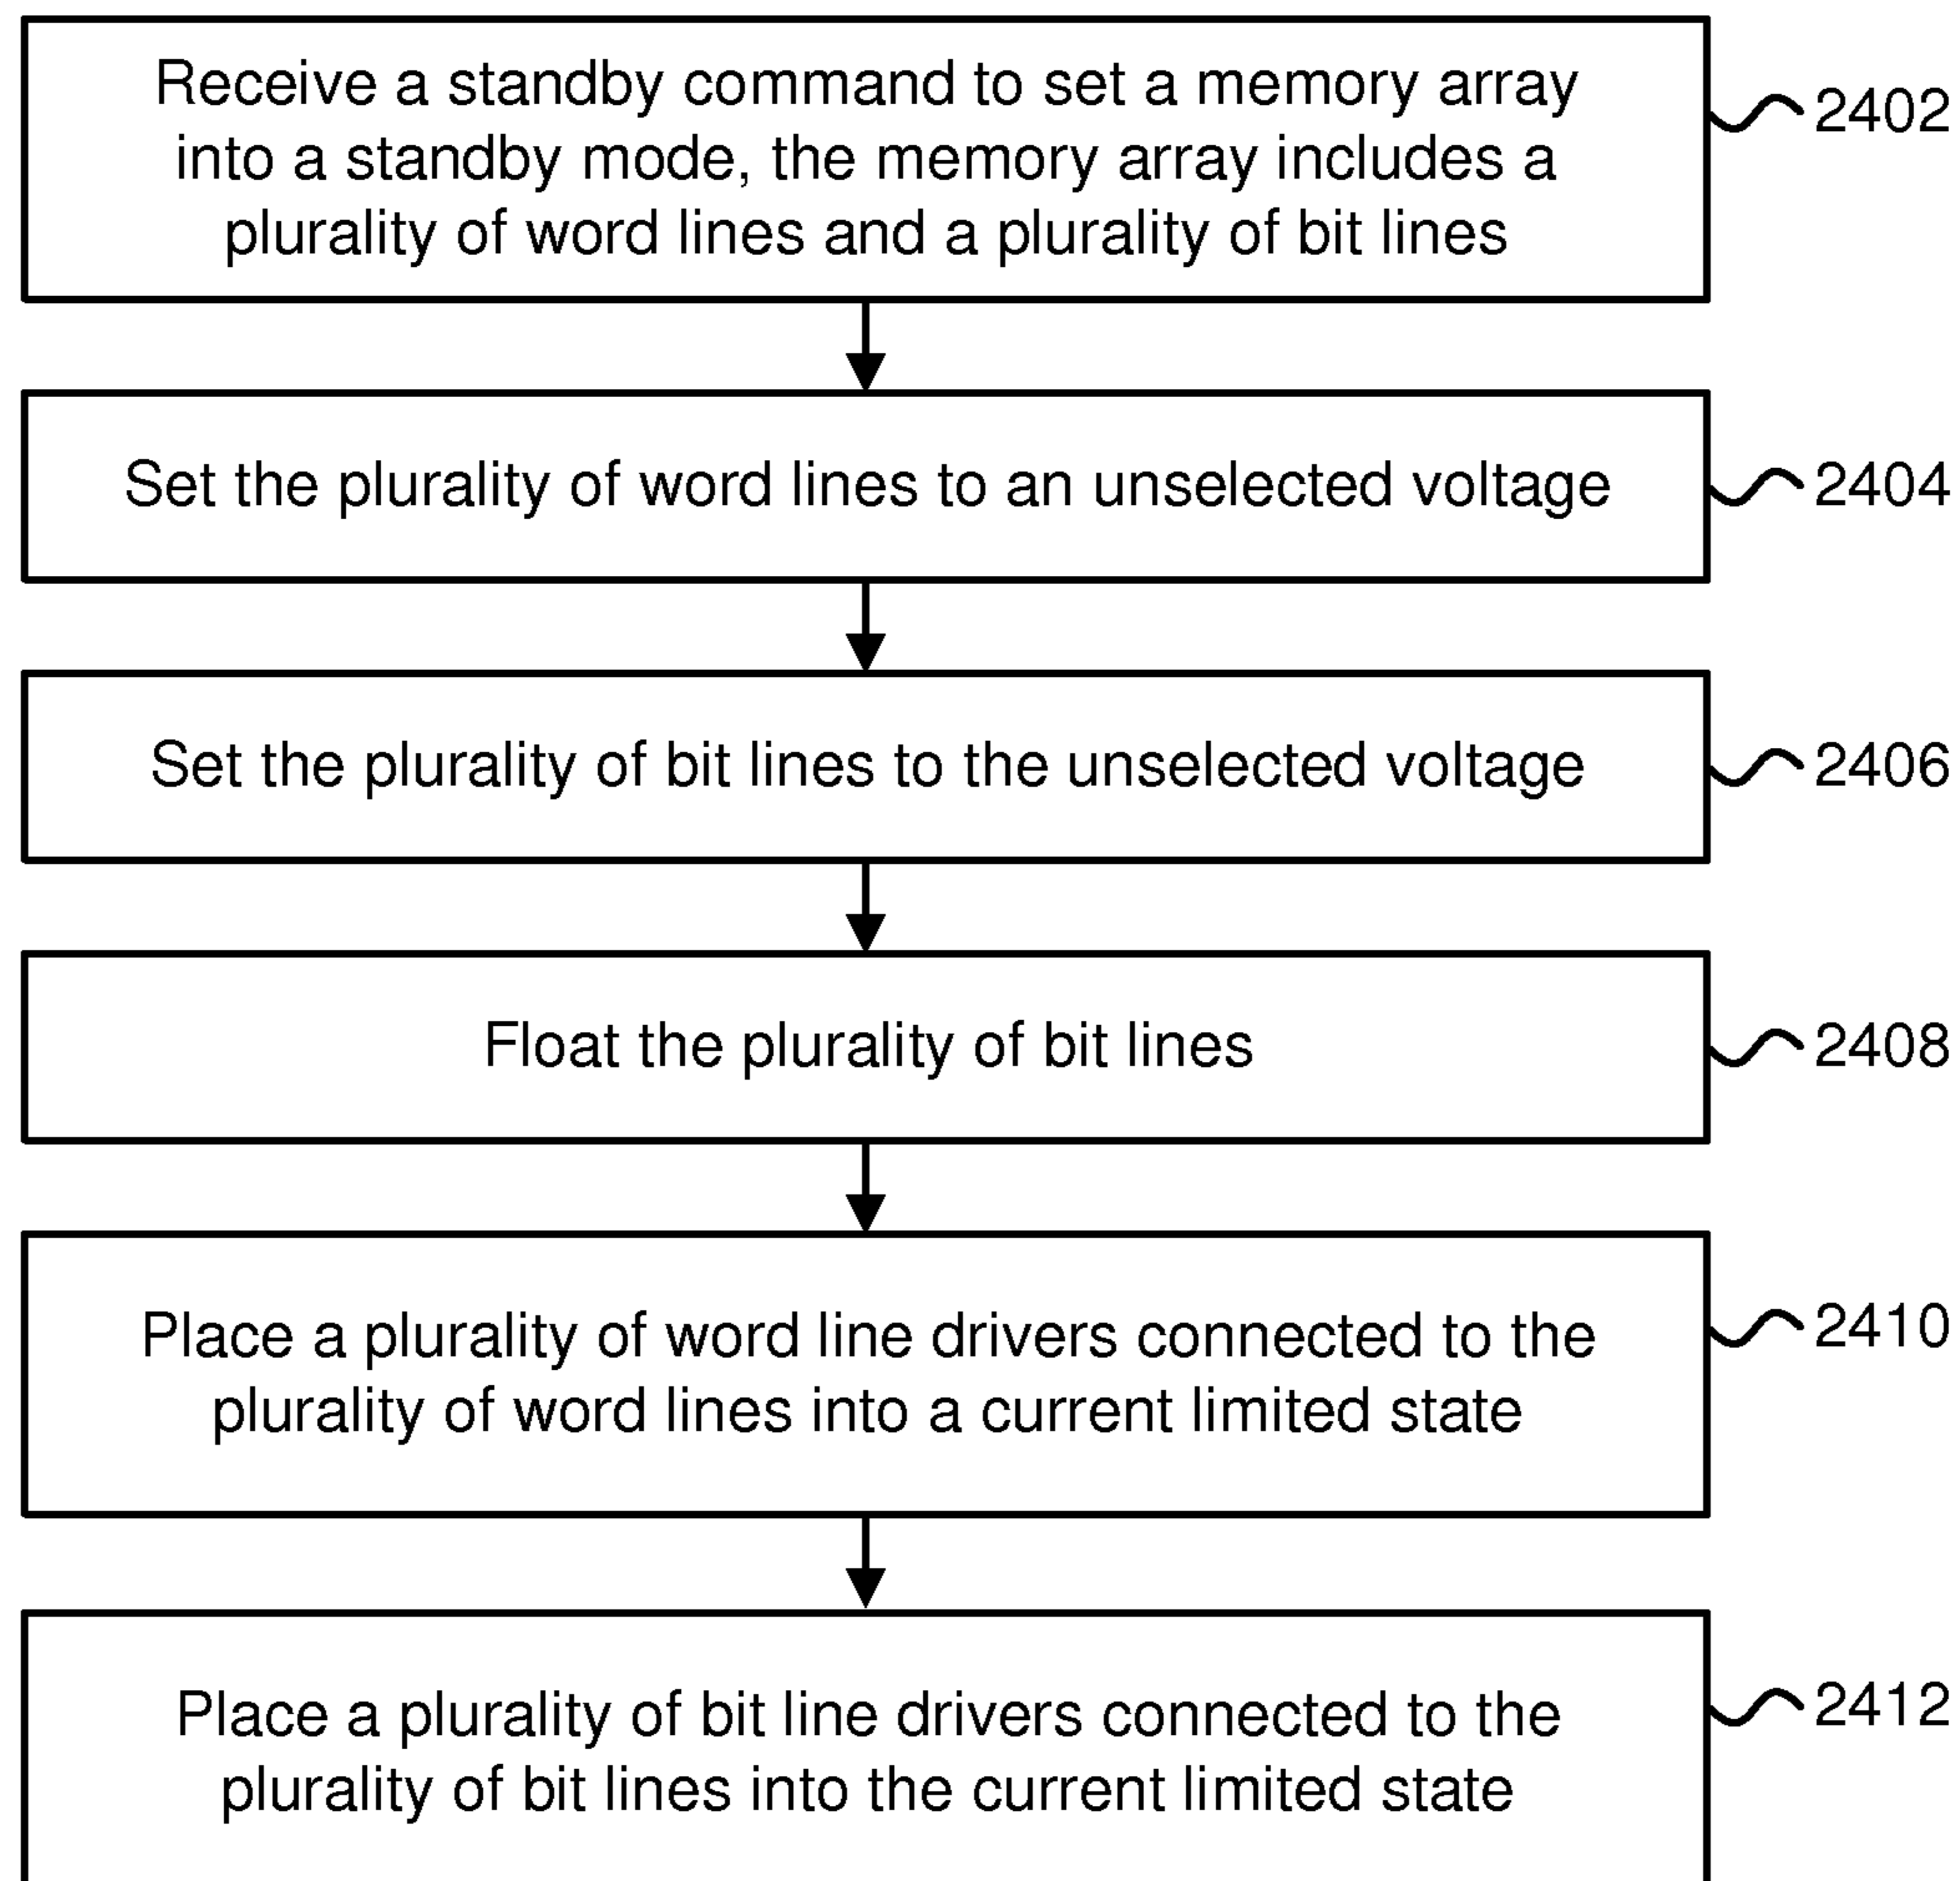 Receive a standby command to set a memory array
into a standby mode, the memory array includes a
plurality of word lines and a plurality of bit lines
2402
Set the plurality of word lines to an unselected voltage
2404
Set the plurality of bit lines to the unselected voltage
2406
Float the plurality of bit lines
2408
Place a plurality of word line drivers connected to the
plurality of word lines into a current limited state
2410
Place a plurality of bit line drivers connected to the
plurality of bit lines into the current limited state
2412